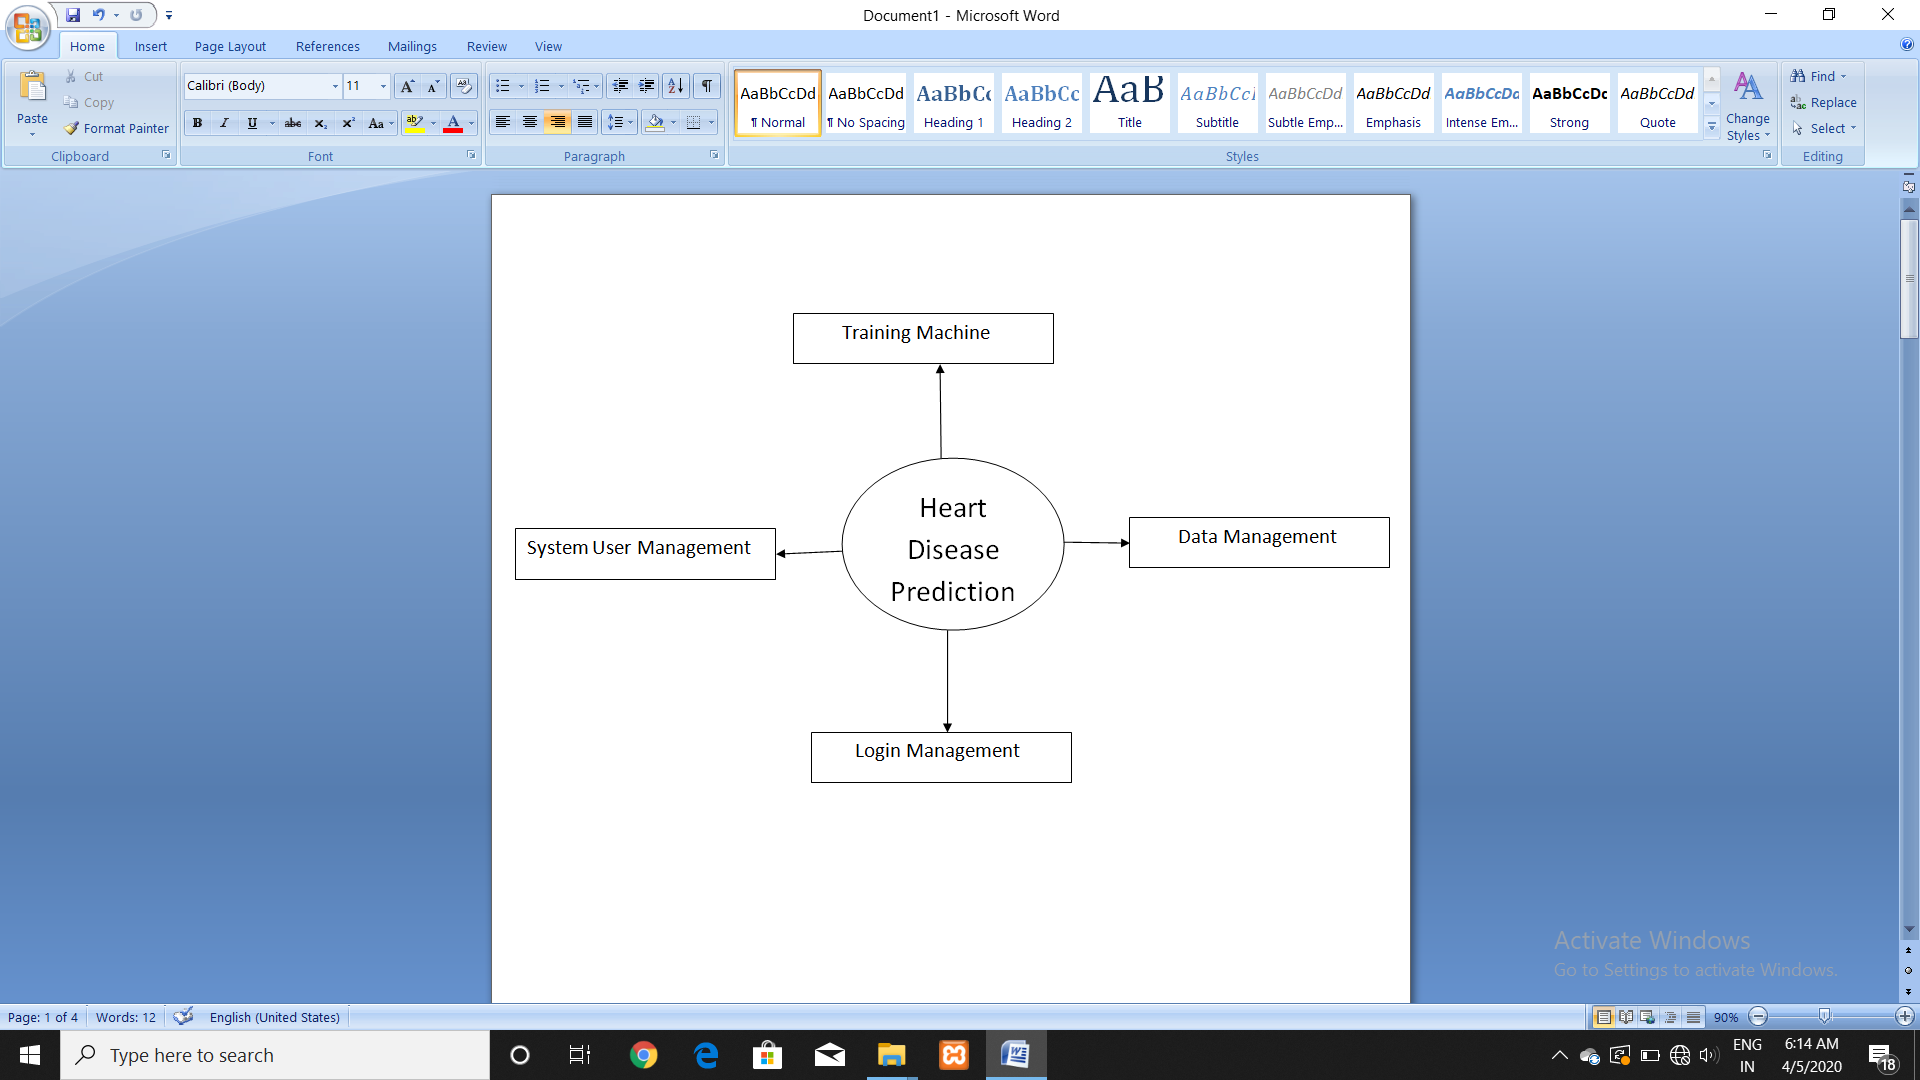 Document1 - Microsoft Word
Home Insert Page Layout References Mailings Review View
Paste
Cut
Copy
Format Painter
Clipboard
Calibri (Body) 11
B I U abc x₂ x² Aa
Font
Paragraph
AaBbCcDd AaBbCcDd AaBbCc AaBbCc AaB AaBbCcI AaBbCcDd AaBbCcDd AaBbCcDd AaBbCcDc AaBbCcDd
¶ Normal ¶ No Spacing Heading 1 Heading 2 Title Subtitle Subtle Emp... Emphasis Intense Em... Strong Quote
Change
Styles
Styles
Find
Replace
Select
Editing
Training Machine
Heart
Disease
Prediction
System User Management
Data Management
Login Management
Activate Windows
Go to Settings to activate Windows.
Page: 1 of 4 Words: 12 English (United States) 90%
Type here to search
ENG
IN
6:14 AM
4/5/2020
18